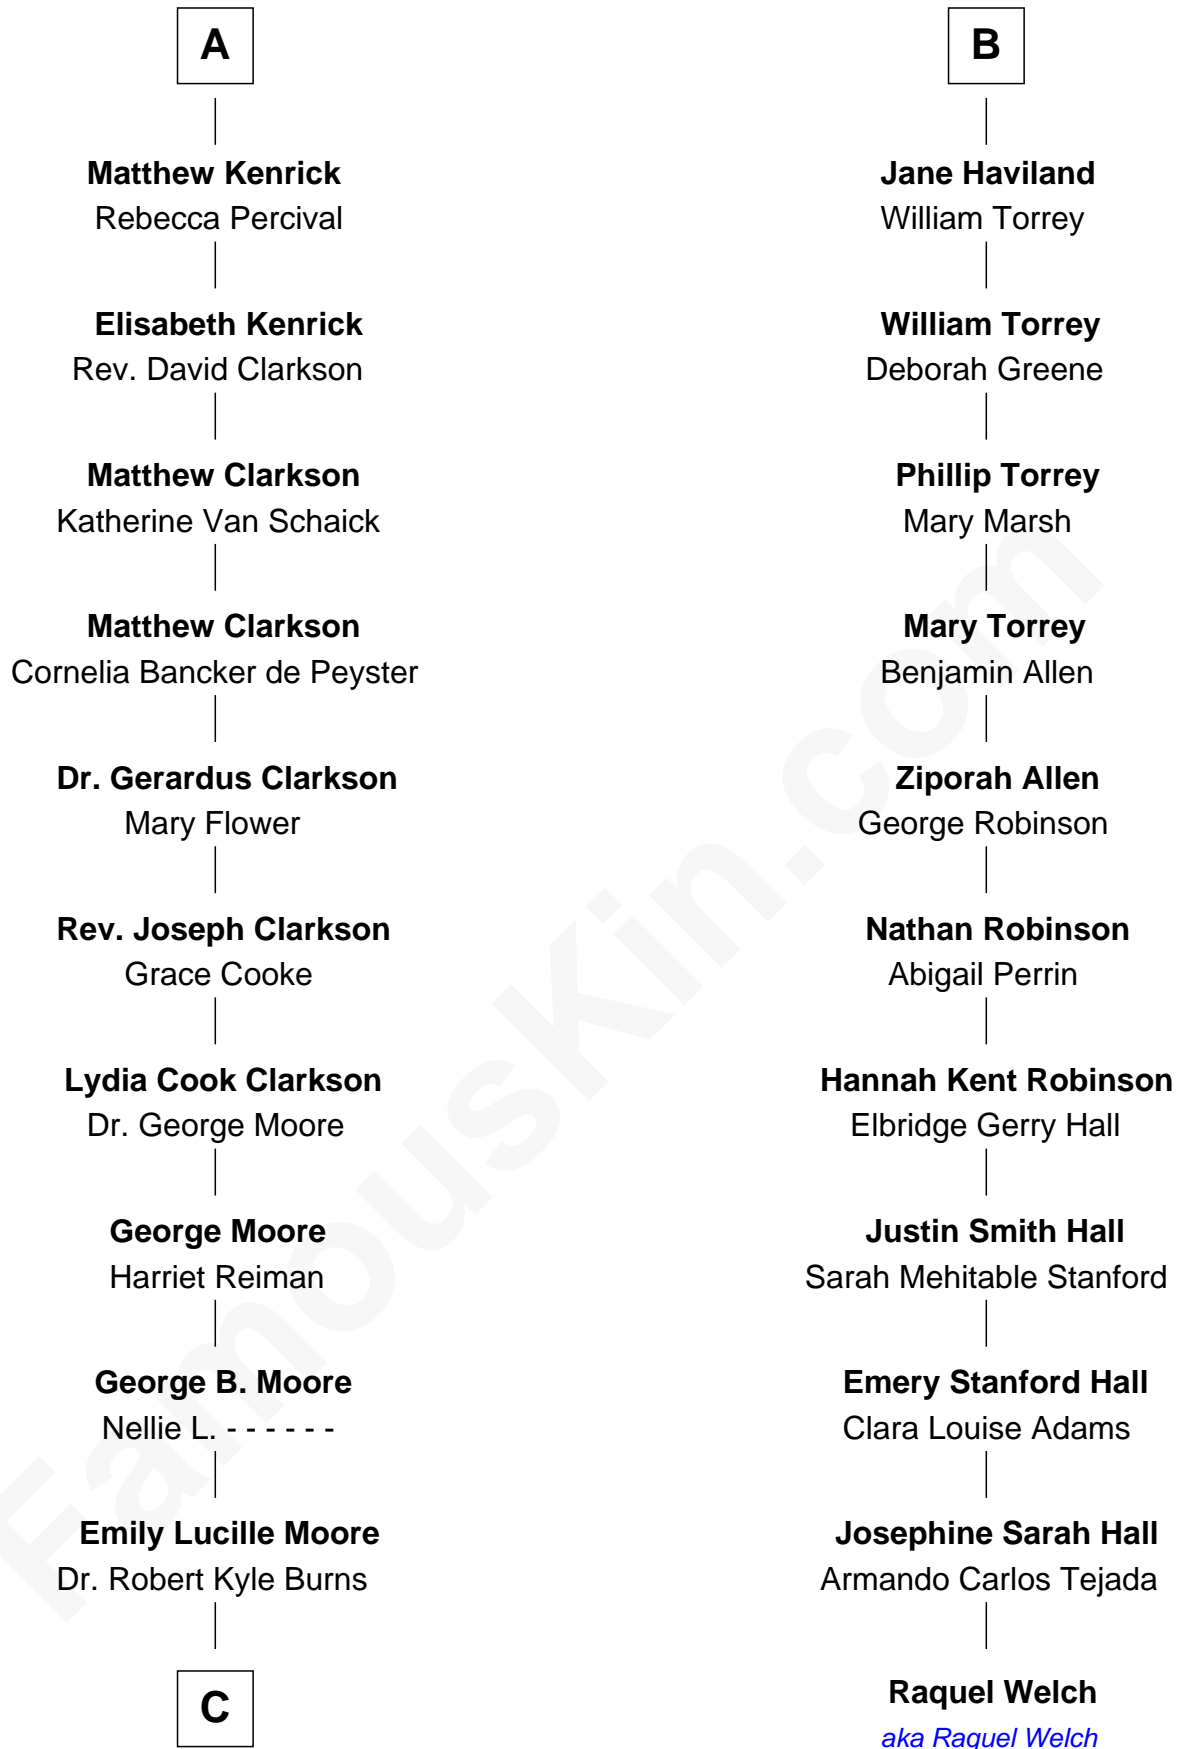 A
Matthew Kenrick
Rebecca Percival
Elisabeth Kenrick
Rev. David Clarkson
Matthew Clarkson
Katherine Van Schaick
Matthew Clarkson
Cornelia Bancker de Peyster
Dr. Gerardus Clarkson
Mary Flower
Rev. Joseph Clarkson
Grace Cooke
Lydia Cook Clarkson
Dr. George Moore
George Moore
Harriet Reiman
George B. Moore
Nellie L. - - - - - -
Emily Lucille Moore
Dr. Robert Kyle Burns
C
B
Jane Haviland
William Torrey
William Torrey
Deborah Greene
Phillip Torrey
Mary Marsh
Mary Torrey
Benjamin Allen
Ziporah Allen
George Robinson
Nathan Robinson
Abigail Perrin
Hannah Kent Robinson
Elbridge Gerry Hall
Justin Smith Hall
Sarah Mehitable Stanford
Emery Stanford Hall
Clara Louise Adams
Josephine Sarah Hall
Armando Carlos Tejada
Raquel Welch
aka Raquel Welch
FamousKin.com